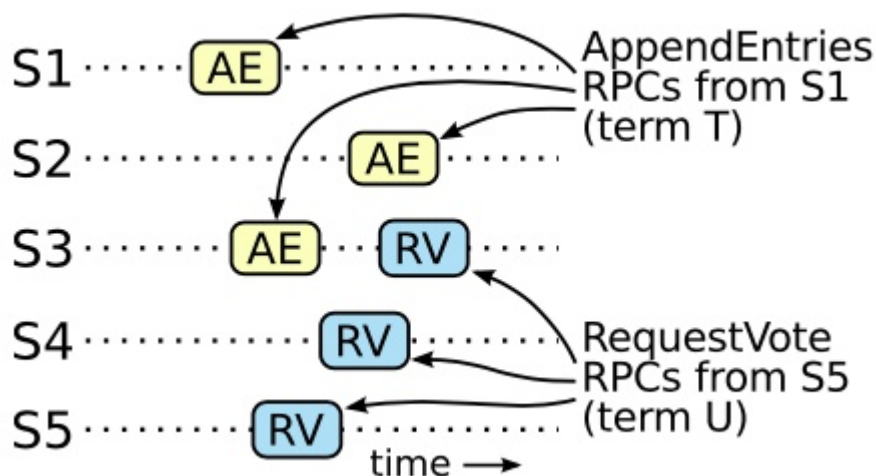 S1
AE
AppendEntries
RPCs from S1
(term T)
S2
AE
S3
AE RV
S4
RV
RequestVote
RPCs from S5
(term U)
S5
RV
time